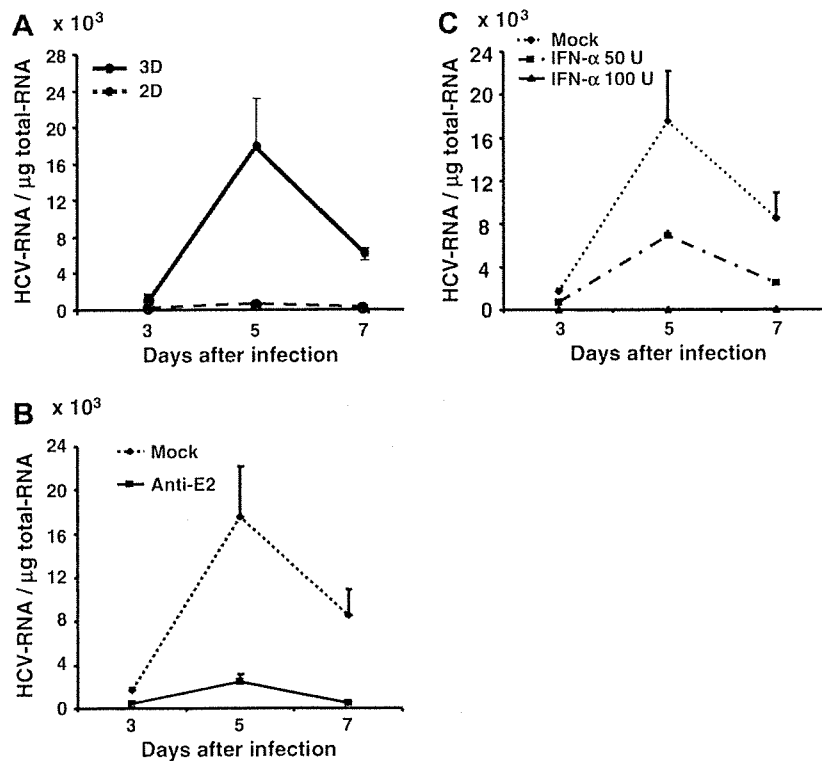 A
x 10³
28
24
20
16
12
8
4
0
3D
2D
HCV-RNA / µg total-RNA
3 5 7
Days after infection
C
x 10³
24
20
16
12
8
4
0
Mock
IFN-α 50 U
IFN-α 100 U
HCV-RNA / µg total-RNA
3 5 7
Days after infection
B
x 10³
24
20
16
12
8
4
0
Mock
Anti-E2
HCV-RNA / µg total-RNA
3 5 7
Days after infection